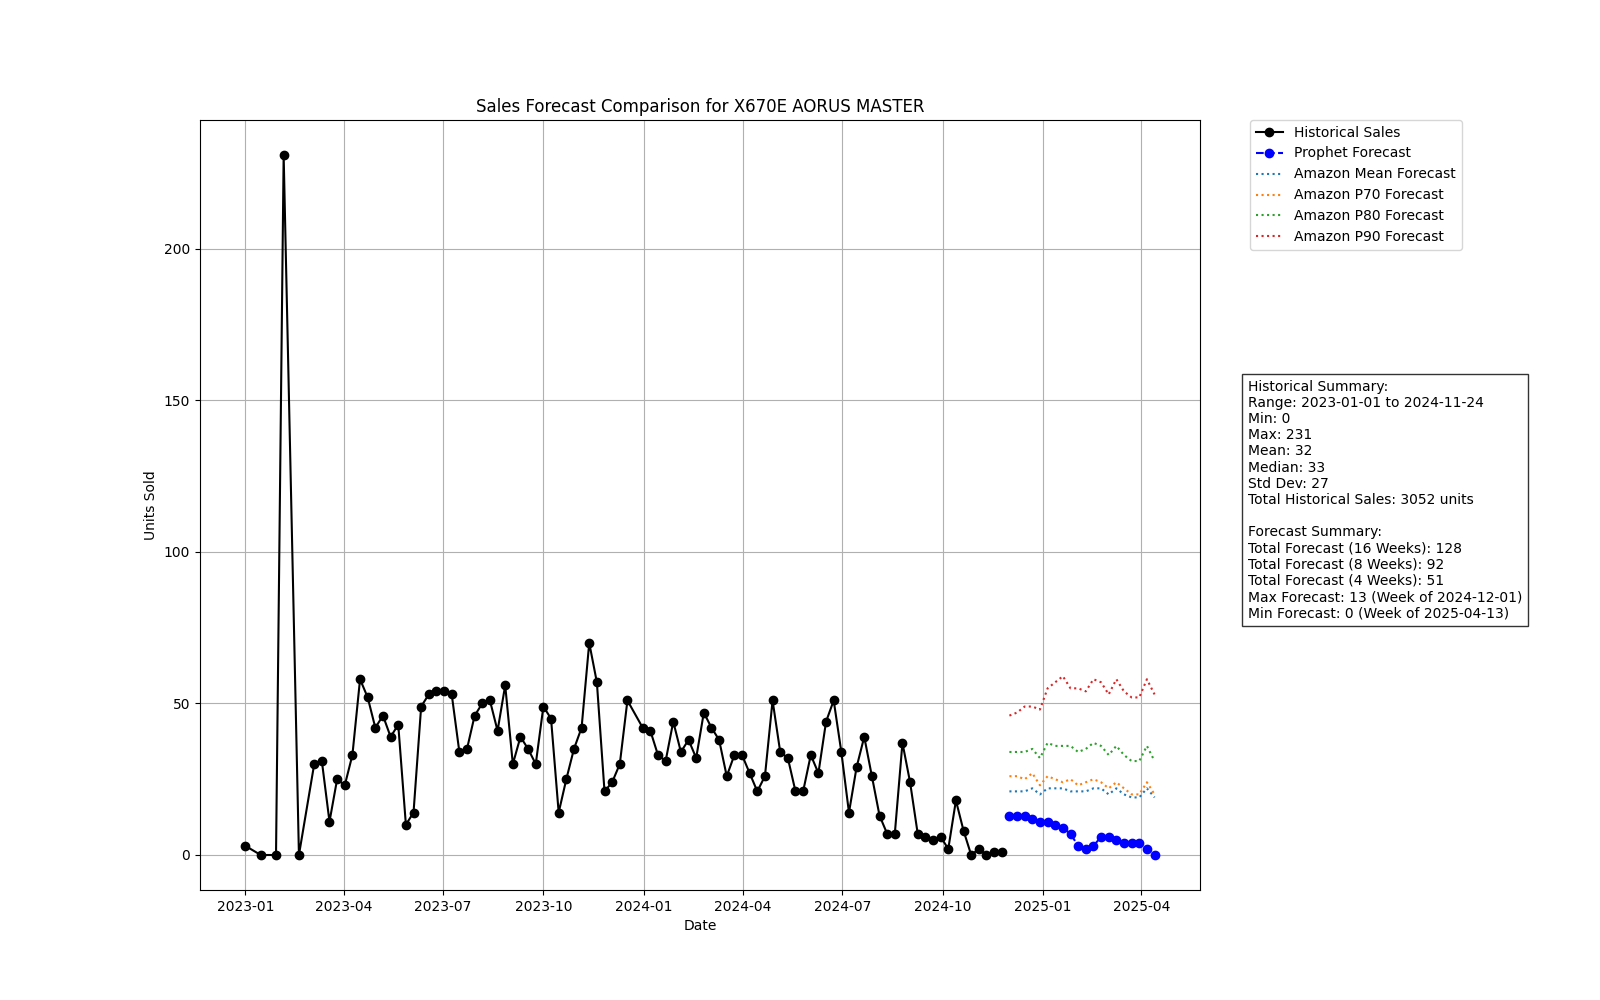 Sales Forecast Comparison for X670E AORUS MASTER
Units Sold
200
150
100
50
0
2023-01
2023-04
2023-07
2023-10
2024-01
2024-04
2024-07
2024-10
2025-01
2025-04
Date
Historical Sales
Prophet Forecast
Amazon Mean Forecast
Amazon P70 Forecast
Amazon P80 Forecast
Amazon P90 Forecast
Historical Summary:
Range: 2023-01-01 to 2024-11-24
Min: 0
Max: 231
Mean: 32
Median: 33
Std Dev: 27
Total Historical Sales: 3052 units
Forecast Summary:
Total Forecast (16 Weeks): 128
Total Forecast (8 Weeks): 92
Total Forecast (4 Weeks): 51
Max Forecast: 13 (Week of 2024-12-01)
Min Forecast: 0 (Week of 2025-04-13)